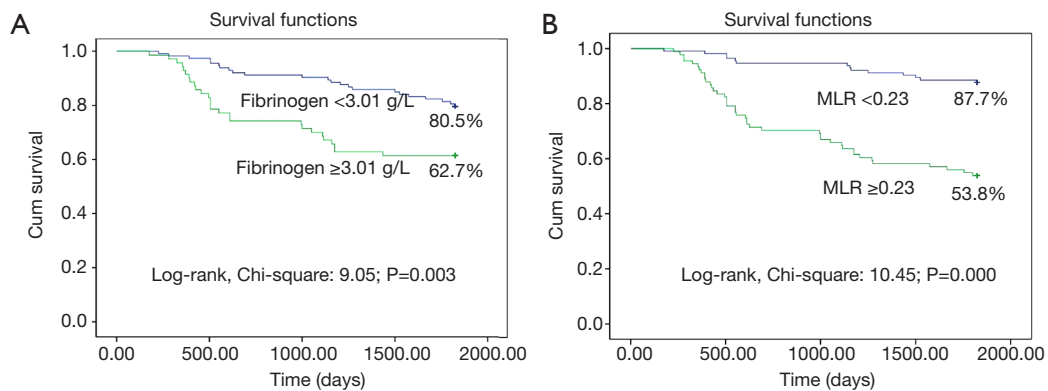 A
Survival functions
Cum survival
1.0
0.8
0.6
0.4
0.2
0.0
Fibrinogen <3.01 g/L
80.5%
Fibrinogen ≥3.01 g/L
62.7%
Log-rank, Chi-square: 9.05; P=0.003
0.00 500.00 1000.00 1500.00 2000.00
Time (days)
B
Survival functions
Cum survival
1.0
0.8
0.6
0.4
0.2
0.0
MLR <0.23
87.7%
MLR ≥0.23
53.8%
Log-rank, Chi-square: 10.45; P=0.000
0.00 500.00 1000.00 1500.00 2000.00
Time (days)